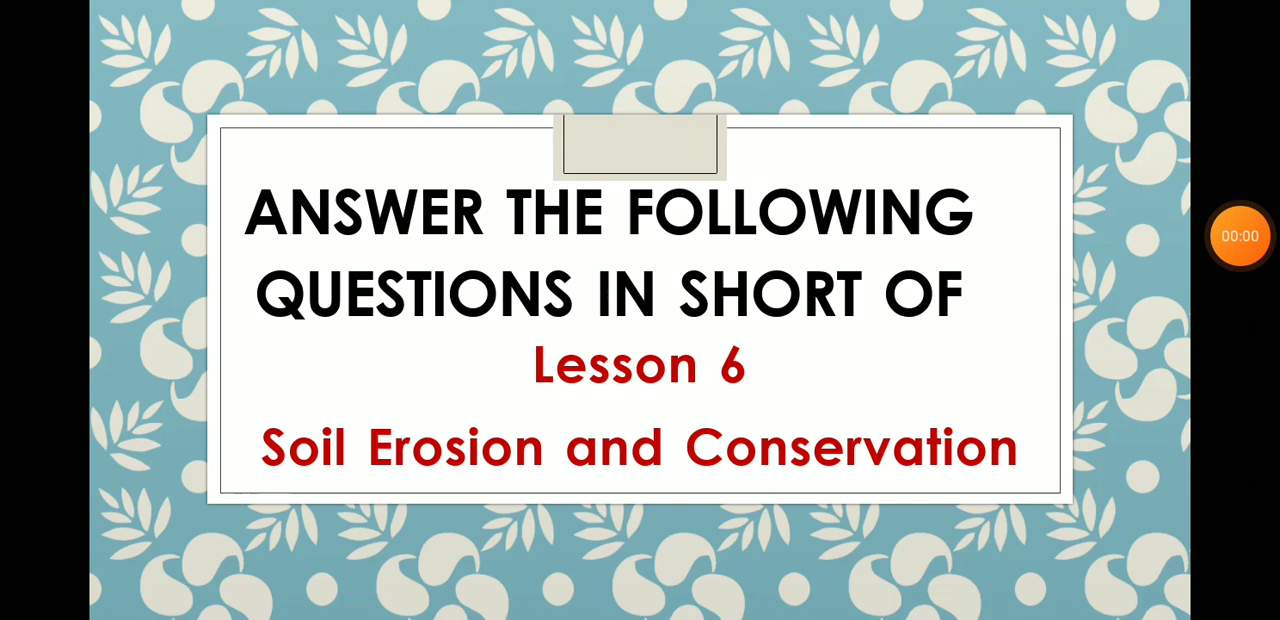 ANSWER THE FOLLOWING
QUESTIONS IN SHORT OF
Lesson 6
Soil Erosion and Conservation
00:00